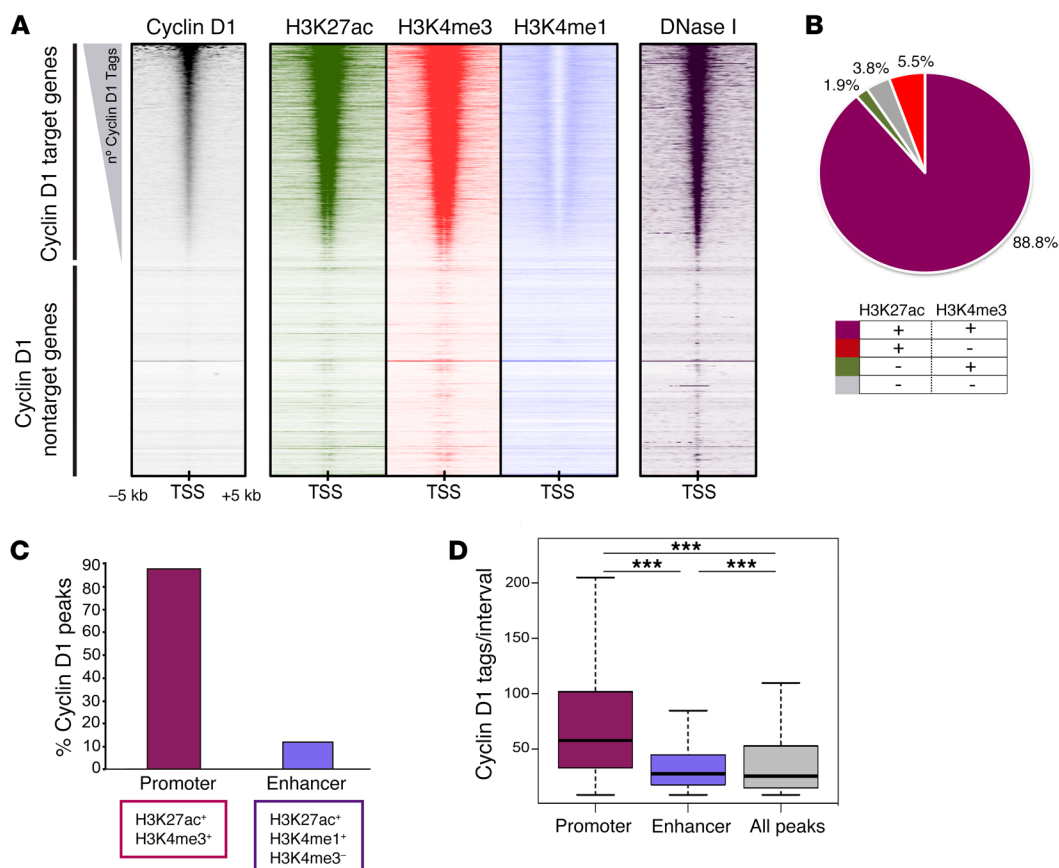 A
Cyclin D1
H3K27ac
H3K4me3
H3K4me1
DNase I
Cyclin D1 target genes
nº Cyclin D1 Tags
Cyclin D1
nontarget genes
–5 kb
TSS
+5 kb
TSS
TSS
TSS
TSS
B
1.9%
3.8%
5.5%
88.8%
H3K27ac
H3K4me3
+
+
+
-
-
+
-
-
C
% Cyclin D1 peaks
90
80
70
60
50
40
30
20
10
0
Promoter
Enhancer
H3K27ac⁺
H3K4me3⁺
H3K27ac⁺
H3K4me1⁺
H3K4me3⁻
D
Cyclin D1 tags/interval
200
150
100
50
***
***
***
Promoter
Enhancer
All peaks